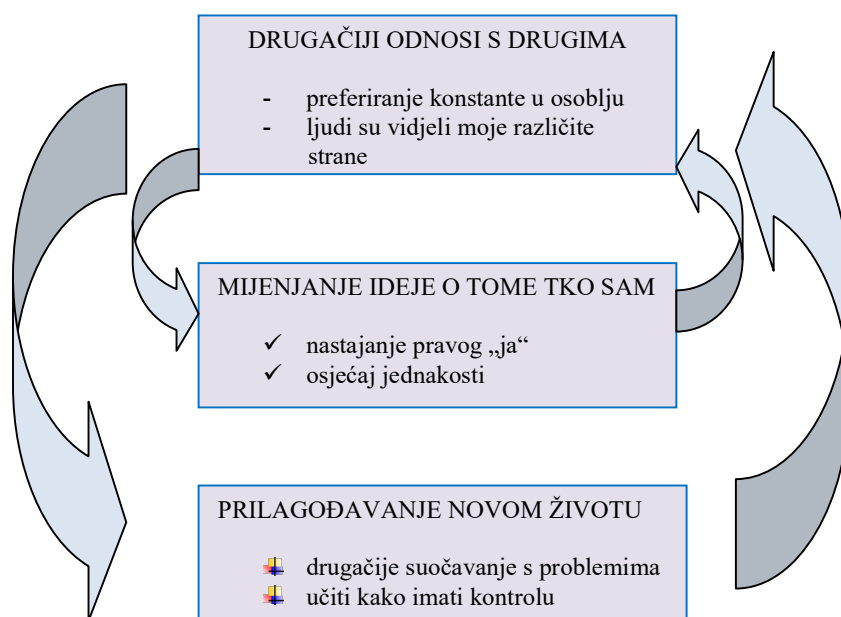 DRUGAČIJI ODNOSI S DRUGIMA
- preferiranje konstante u osoblju
- ljudi su vidjeli moje različite
strane
MIJENJANJE IDEJE O TOME TKO SAM
✓ nastajanje pravog „ja“
✓ osjećaj jednakosti
PRILAGOĐAVANJE NOVOM ŽIVOTU
drugačije suočavanje s problemima
učiti kako imati kontrolu